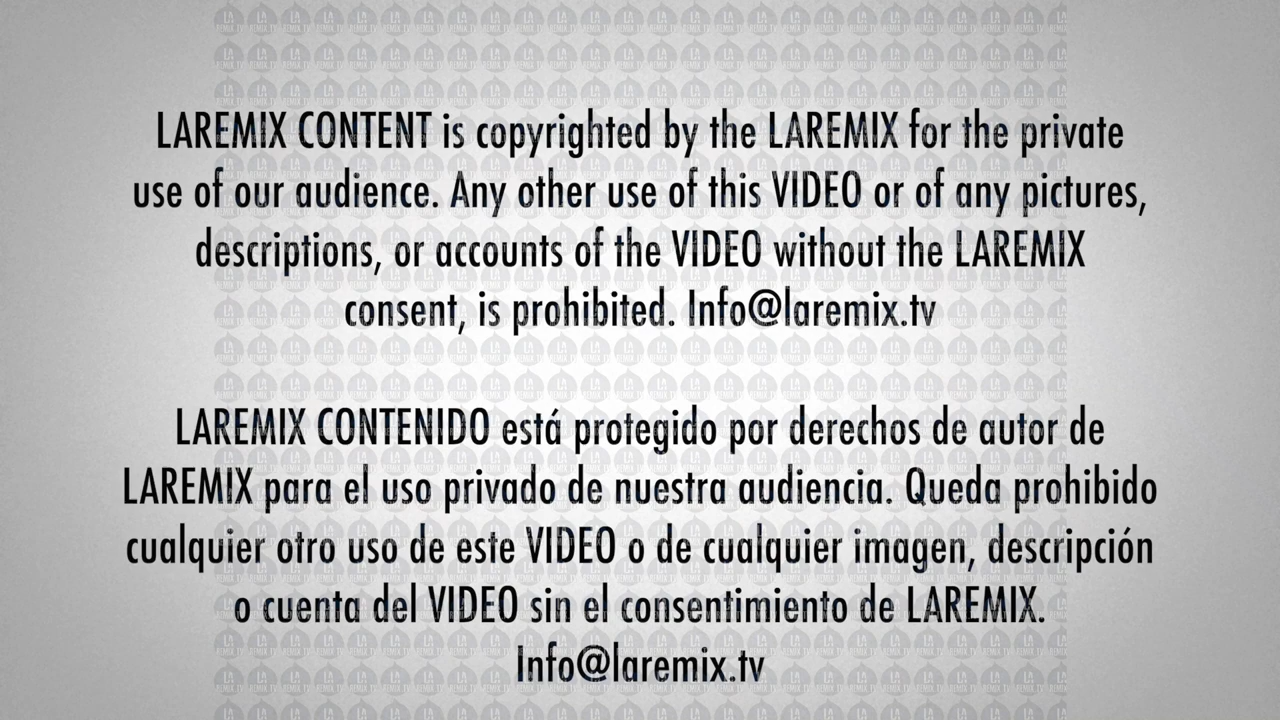 LAREMIX CONTENT is copyrighted by the LAREMIX for the private
use of our audience. Any other use of this VIDEO or of any pictures,
descriptions, or accounts of the VIDEO without the LAREMIX
consent, is prohibited. Info@laremix.tv
LAREMIX CONTENIDO está protegido por derechos de autor de
LAREMIX para el uso privado de nuestra audiencia. Queda prohibido
cualquier otro uso de este VIDEO o de cualquier imagen, descripción
o cuenta del VIDEO sin el consentimiento de LAREMIX.
Info@laremix.tv